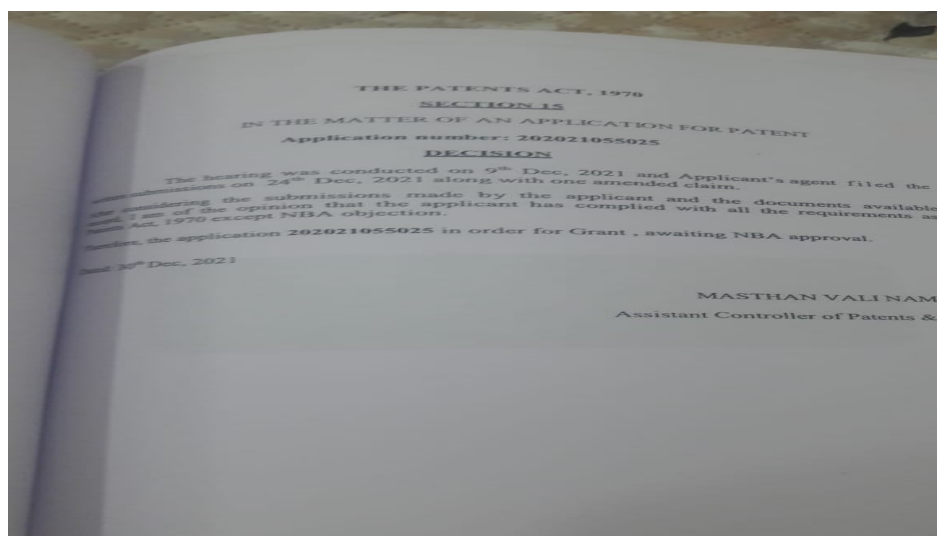 THE PATENTS ACT, 1970
SECTION 15
IN THE MATTER OF AN APPLICATION FOR PATENT
Application number: 202021055025
DECISION
The hearing was conducted on 9th Dec, 2021 and Applicant's agent filed the
submissions on 24th Dec, 2021 along with one amended claim.
considering the submissions made by the applicant and the documents available
I am of the opinion that the applicant has complied with all the requirements as
Act, 1970 except NBA objection.
the application 202021055025 in order for Grant , awaiting NBA approval.
30th Dec, 2021
MASTHAN VALI NAM
Assistant Controller of Patents &